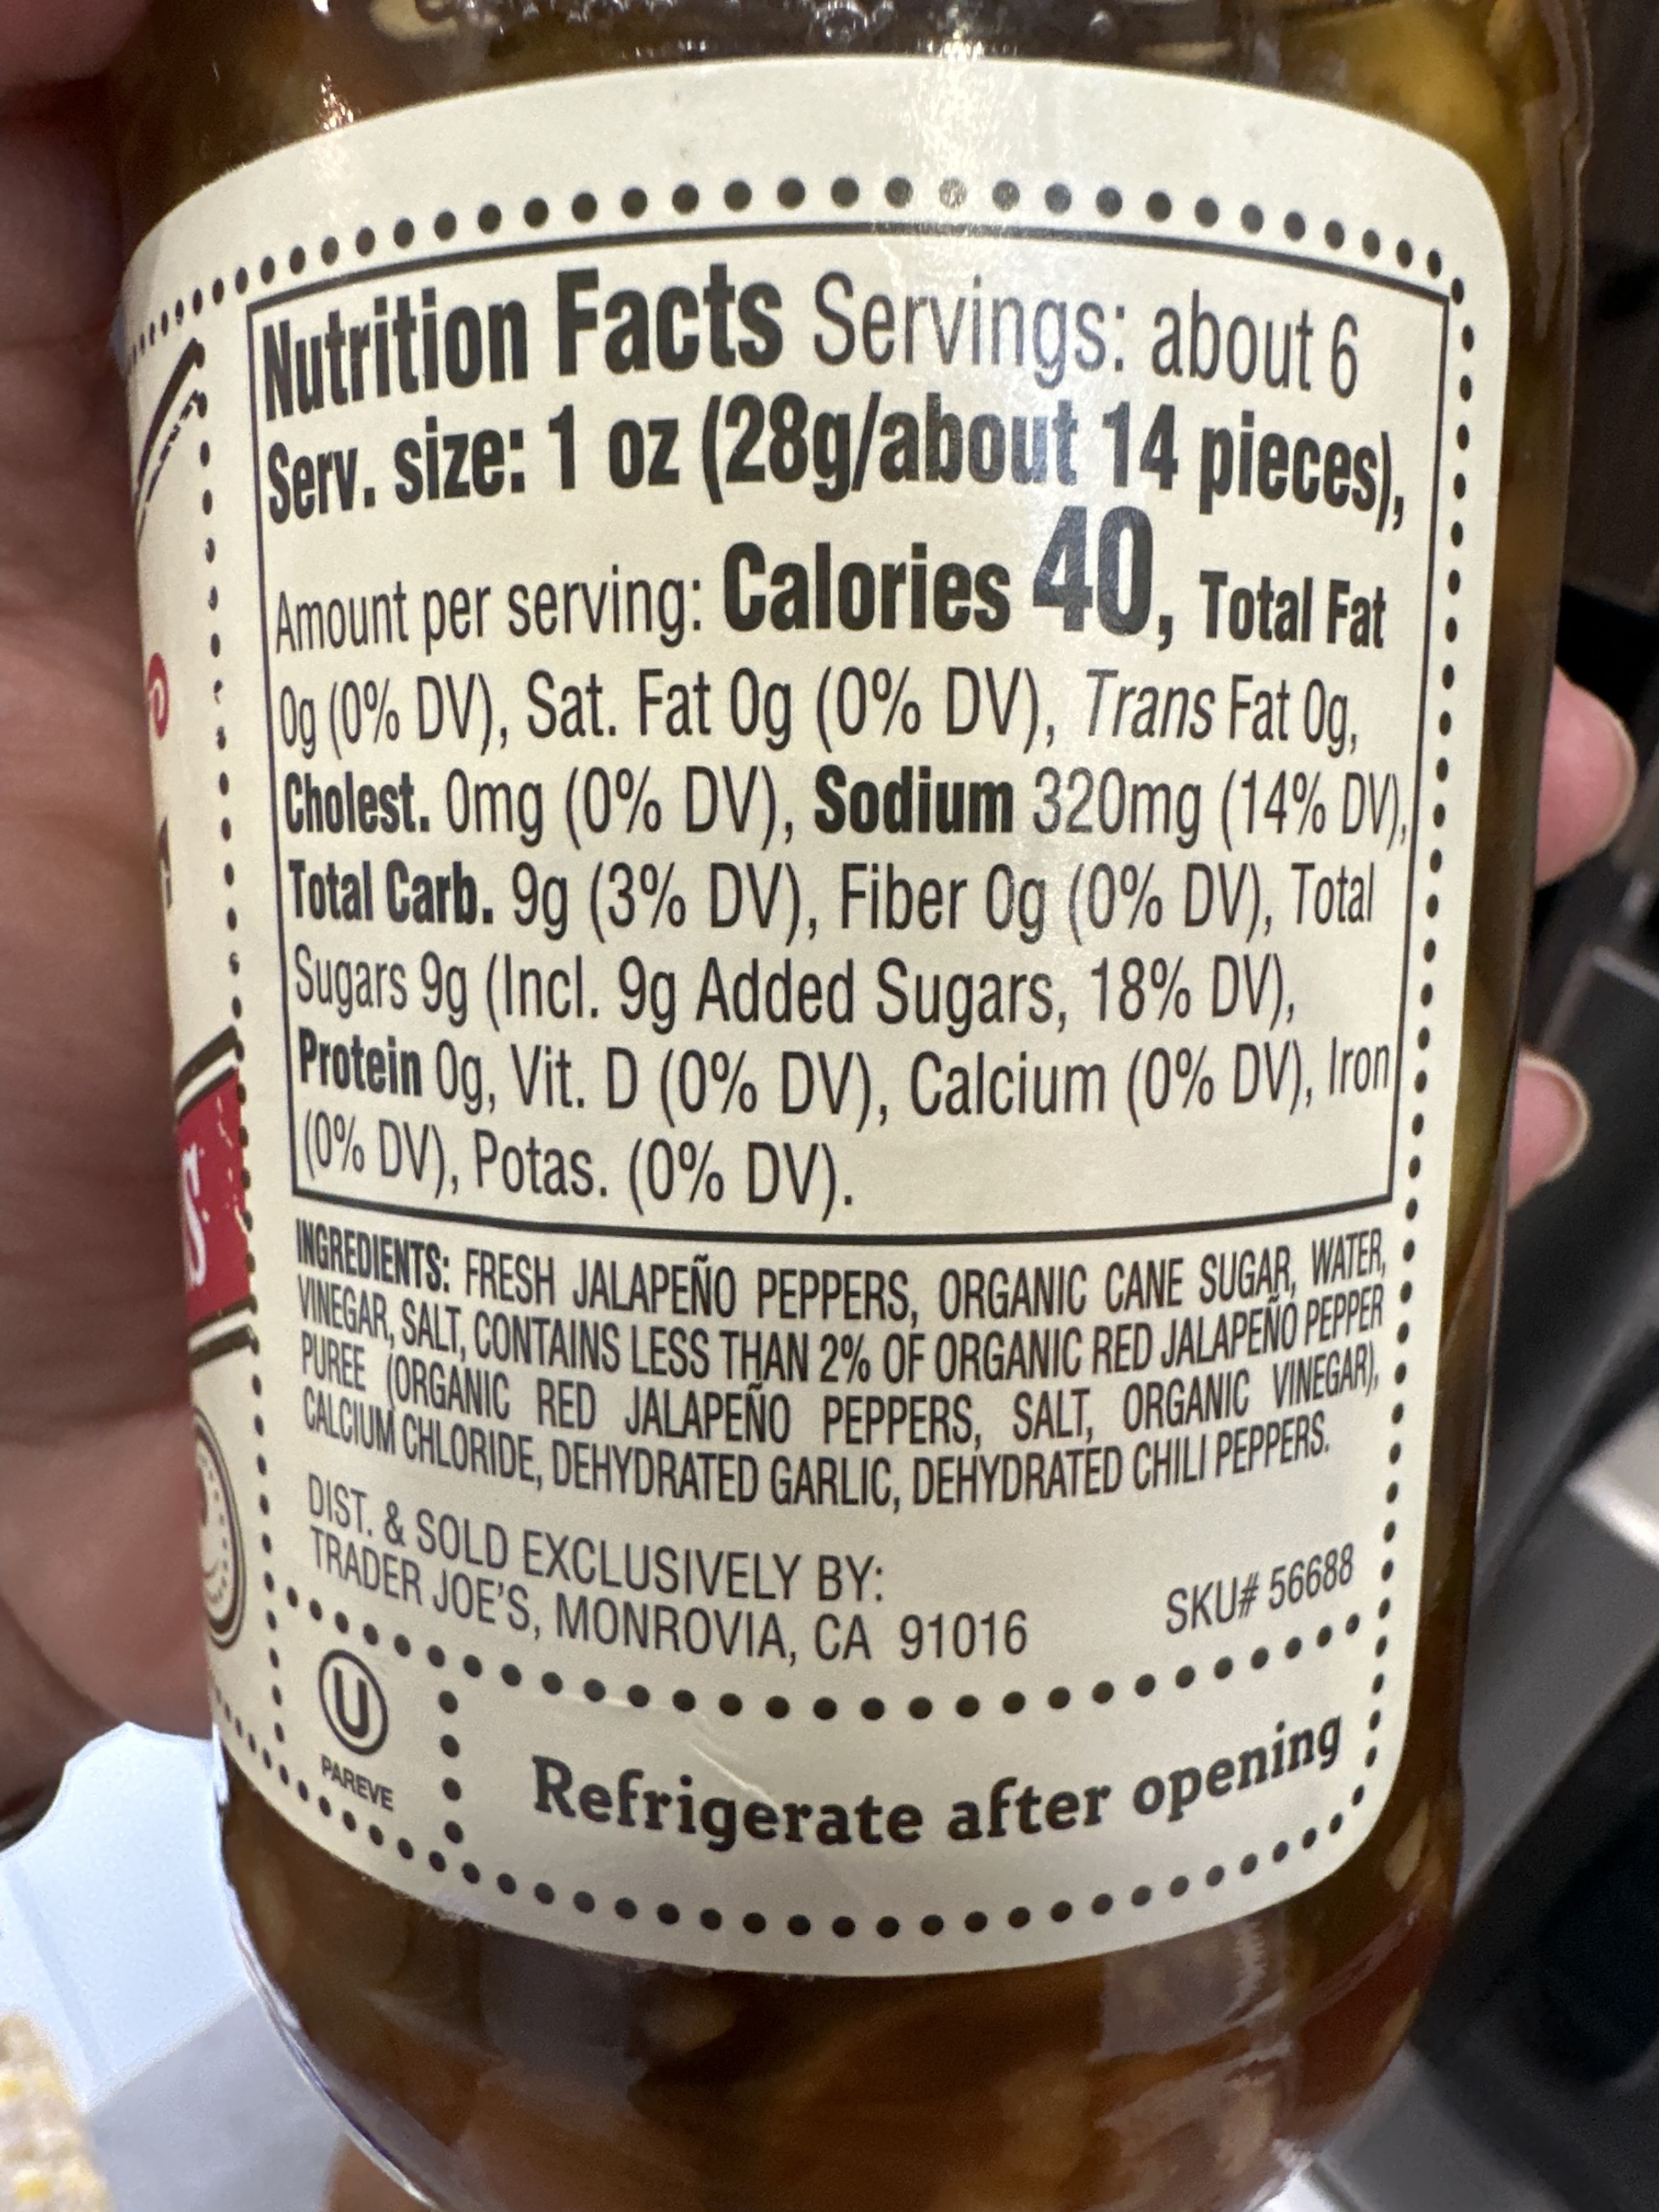 Nutrition Facts Servings: about 6
Serv. size: 1 oz (28g/about 14 pieces),
Amount per serving: Calories 40, Total Fat
0g (0% DV), Sat. Fat 0g (0% DV), Trans Fat 0g,
Cholest. 0mg (0% DV), Sodium 320mg (14% DV),
Total Carb. 9g (3% DV), Fiber 0g (0% DV), Total
Sugars 9g (Incl. 9g Added Sugars, 18% DV),
Protein 0g, Vit. D (0% DV), Calcium (0% DV), Iron
(0% DV), Potas. (0% DV).
INGREDIENTS: FRESH JALAPEÑO PEPPERS, ORGANIC CANE SUGAR, WATER,
VINEGAR, SALT, CONTAINS LESS THAN 2% OF ORGANIC RED JALAPEÑO PEPPER
PUREE (ORGANIC RED JALAPEÑO PEPPERS, SALT, ORGANIC VINEGAR),
CALCIUM CHLORIDE, DEHYDRATED GARLIC, DEHYDRATED CHILI PEPPERS.
DIST. & SOLD EXCLUSIVELY BY:
TRADER JOE'S, MONROVIA, CA 91016
SKU# 56688
U
PAREVE
Refrigerate after opening